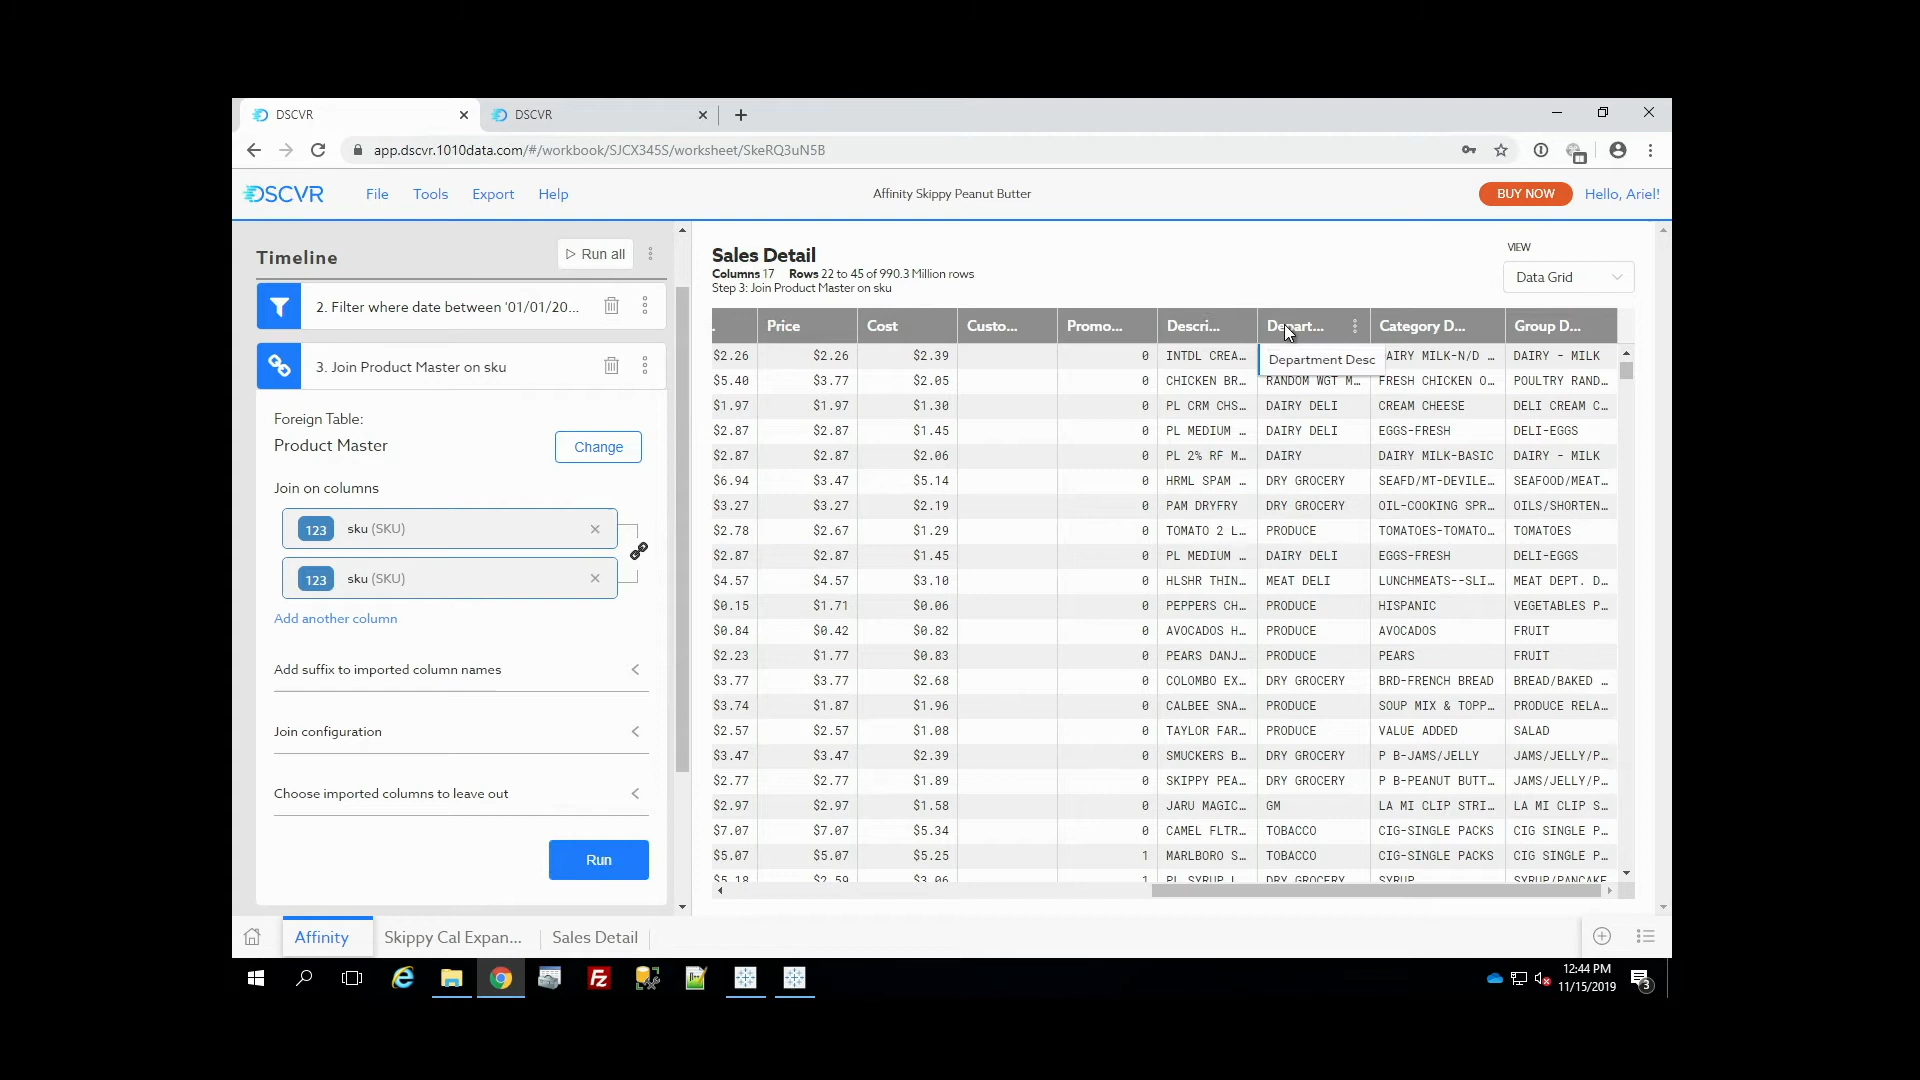 DSCVR
DSCVR
app.dscvr.1010data.com/#/workbook/SJCX345S/worksheet/SkeRQ3uN5B
DSCVR File Tools Export Help
Affinity Skippy Peanut Butter
BUY NOW
Hello, Ariel!
Timeline
Run all
2. Filter where date between '01/01/20...
3. Join Product Master on sku
Foreign Table:
Product Master
Change
Join on columns
123 sku (SKU)
123 sku (SKU)
Add another column
Add suffix to imported column names
Join configuration
Choose imported columns to leave out
Run
Sales Detail
Columns 17 Rows 22 to 45 of 990.3 Million rows
Step 3: Join Product Master on sku
VIEW
Data Grid
Price Cost Custo... Promo... Descri... Depart... Category D... Group D...
Department Desc
$2.26 $2.26 $2.39 0 INTDL CREA… AIRY MILK-N/D … DAIRY - MILK
$5.40 $3.77 $2.05 0 CHICKEN BR… RANDOM WGT M… FRESH CHICKEN O… POULTRY RAND…
$1.97 $1.97 $1.30 0 PL CRM CHS… DAIRY DELI CREAM CHEESE DELI CREAM C…
$2.87 $2.87 $1.45 0 PL MEDIUM … DAIRY DELI EGGS-FRESH DELI-EGGS
$2.87 $2.87 $2.06 0 PL 2% RF M… DAIRY DAIRY MILK-BASIC DAIRY - MILK
$6.94 $3.47 $5.14 0 HRML SPAM … DRY GROCERY SEAFD/MT-DEVILE… SEAFOOD/MEAT…
$3.27 $3.27 $2.19 0 PAM DRYFRY DRY GROCERY OIL-COOKING SPR… OILS/SHORTEN…
$2.78 $2.67 $1.29 0 TOMATO 2 L… PRODUCE TOMATOES-TOMATO… TOMATOES
$2.87 $2.87 $1.45 0 PL MEDIUM … DAIRY DELI EGGS-FRESH DELI-EGGS
$4.57 $4.57 $3.10 0 HLSHR THIN… MEAT DELI LUNCHMEATS--SLI… MEAT DEPT. D…
$0.15 $1.71 $0.06 0 PEPPERS CH… PRODUCE HISPANIC VEGETABLES P…
$0.84 $0.42 $0.82 0 AVOCADOS H… PRODUCE AVOCADOS FRUIT
$2.23 $1.77 $0.83 0 PEARS DANJ… PRODUCE PEARS FRUIT
$3.77 $3.77 $2.68 0 COLOMBO EX… DRY GROCERY BRD-FRENCH BREAD BREAD/BAKED …
$3.74 $1.87 $1.96 0 CALBEE SNA… PRODUCE SOUP MIX & TOPP… PRODUCE RELA…
$2.57 $2.57 $1.08 0 TAYLOR FAR… PRODUCE VALUE ADDED SALAD
$3.47 $3.47 $2.39 0 SMUCKERS B… DRY GROCERY P B-JAMS/JELLY JAMS/JELLY/P…
$2.77 $2.77 $1.89 0 SKIPPY PEA… DRY GROCERY P B-PEANUT BUTT… JAMS/JELLY/P…
$2.97 $2.97 $1.58 0 JARU MAGIC… GM LA MI CLIP STRI… LA MI CLIP S…
$7.07 $7.07 $5.34 0 CAMEL FLTR… TOBACCO CIG-SINGLE PACKS CIG SINGLE P…
$5.07 $5.07 $5.25 1 MARLBORO S… TOBACCO CIG-SINGLE PACKS CIG SINGLE P…
$5.18 $2.59 $3.06 1 PL SYRUP L… DRY GROCERY SYRUP SYRUP/PANCAKE
Affinity Skippy Cal Expan... Sales Detail
12:44 PM
11/15/2019
3